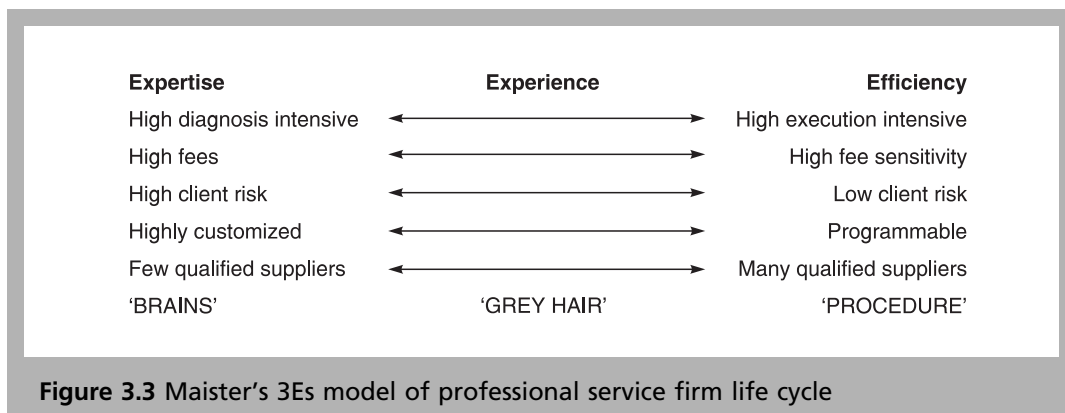 Expertise Experience Efficiency
High diagnosis intensive High execution intensive
High fees High fee sensitivity
High client risk Low client risk
Highly customized Programmable
Few qualified suppliers Many qualified suppliers
‘BRAINS’ ‘GREY HAIR’ ‘PROCEDURE’
Figure 3.3 Maister’s 3Es model of professional service firm life cycle